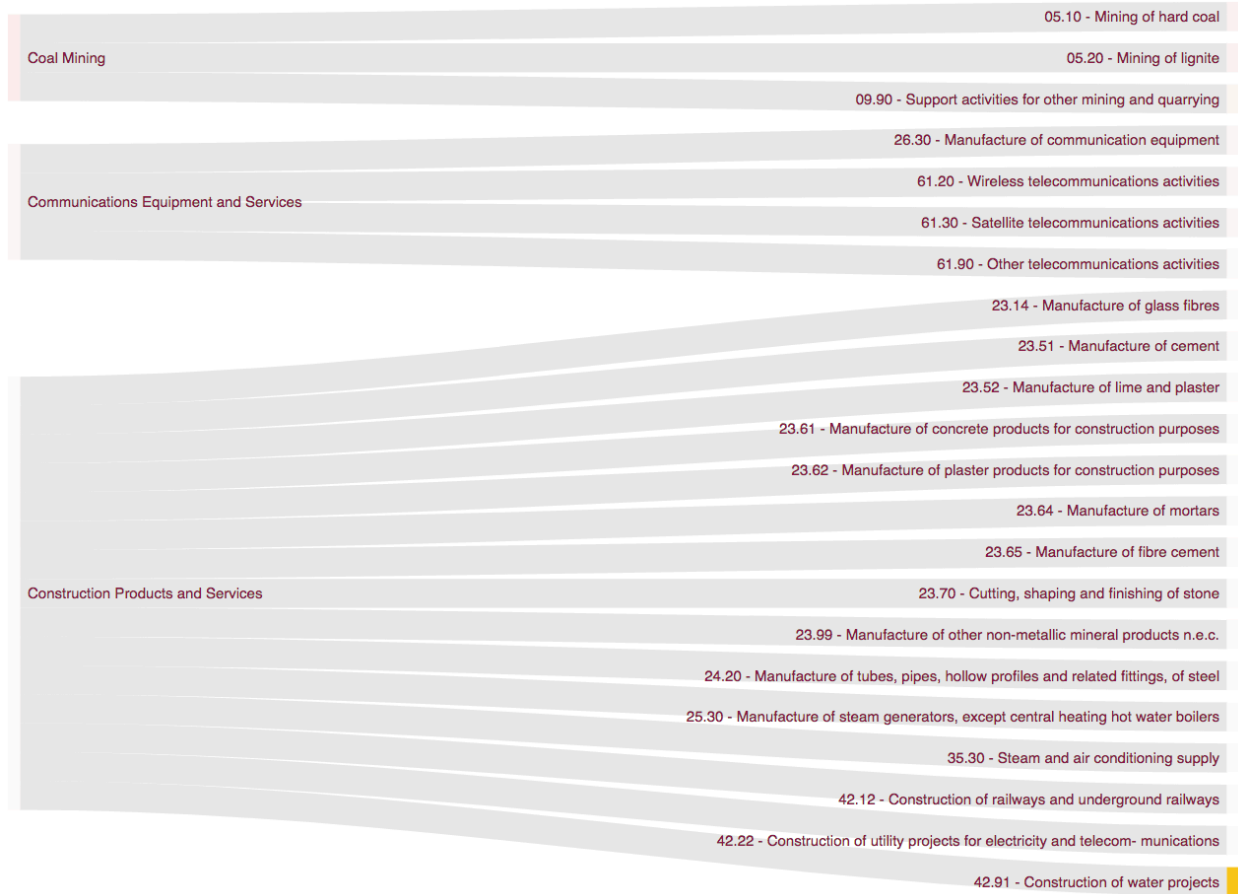 05.10 - Mining of hard coal
Coal Mining
05.20 - Mining of lignite
09.90 - Support activities for other mining and quarrying
26.30 - Manufacture of communication equipment
61.20 - Wireless telecommunications activities
Communications Equipment and Services
61.30 - Satellite telecommunications activities
61.90 - Other telecommunications activities
23.14 - Manufacture of glass fibres
23.51 - Manufacture of cement
23.52 - Manufacture of lime and plaster
23.61 - Manufacture of concrete products for construction purposes
23.62 - Manufacture of plaster products for construction purposes
23.64 - Manufacture of mortars
23.65 - Manufacture of fibre cement
Construction Products and Services
23.70 - Cutting, shaping and finishing of stone
23.99 - Manufacture of other non-metallic mineral products n.e.c.
24.20 - Manufacture of tubes, pipes, hollow profiles and related fittings, of steel
25.30 - Manufacture of steam generators, except central heating hot water boilers
35.30 - Steam and air conditioning supply
42.12 - Construction of railways and underground railways
42.22 - Construction of utility projects for electricity and telecom- munications
42.91 - Construction of water projects